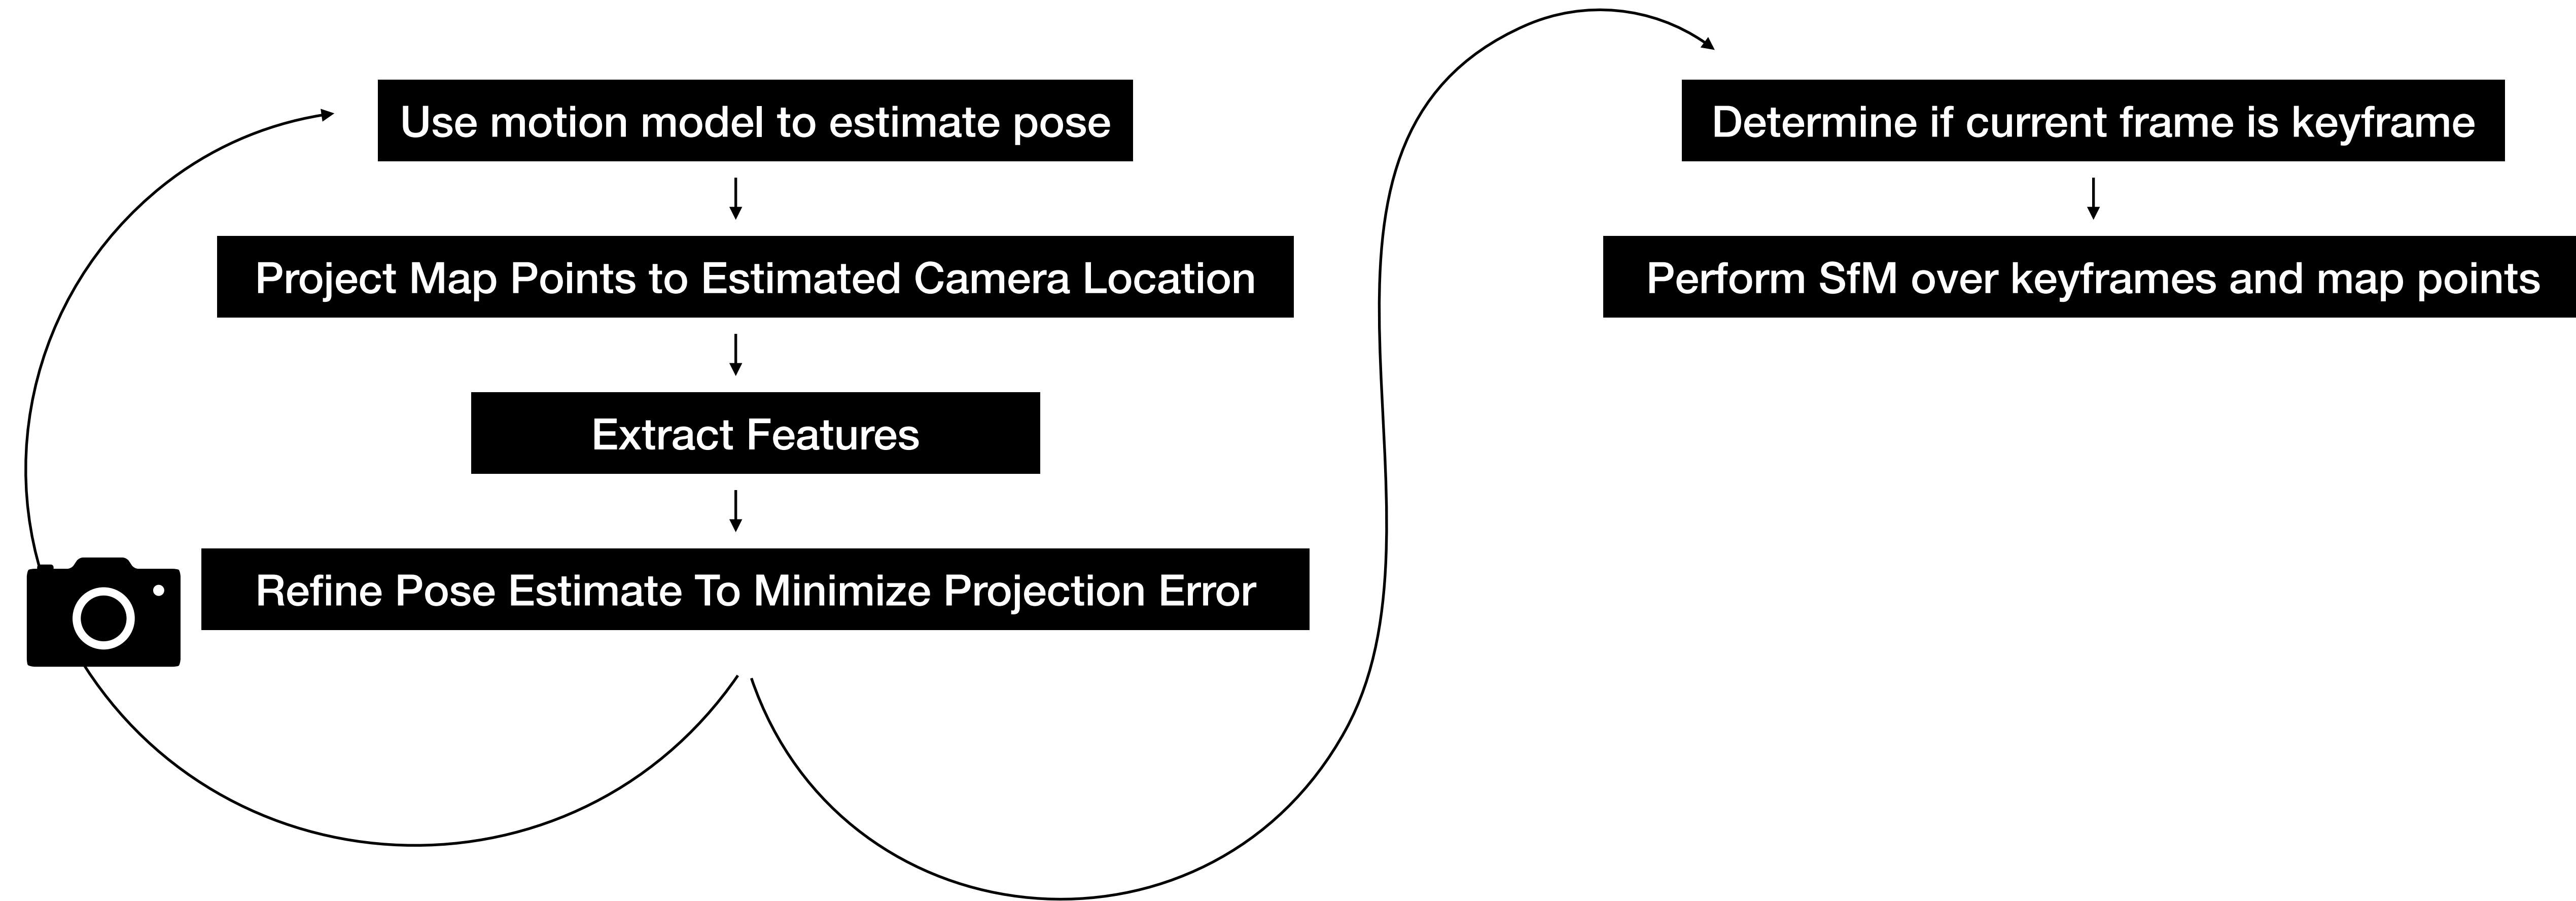 Use motion model to estimate pose
Project Map Points to Estimated Camera Location
Extract Features
Refine Pose Estimate To Minimize Projection Error
Determine if current frame is keyframe
Perform SfM over keyframes and map points